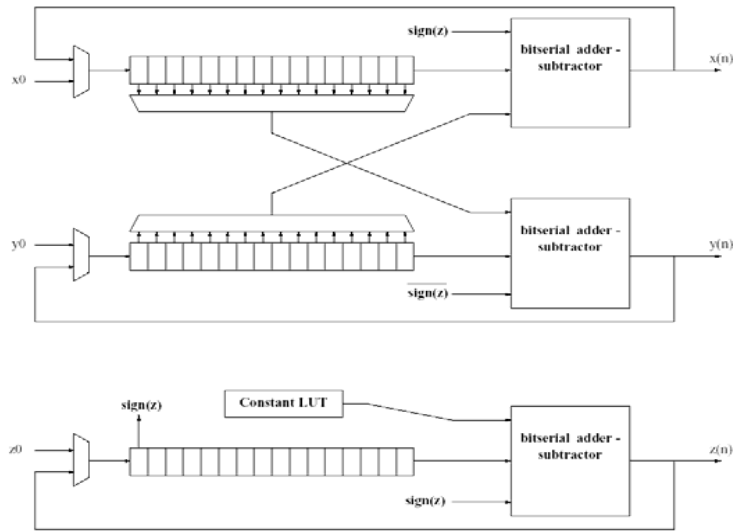 sign(z)
bitserial adder -
subtractor
x0
x(n)
y0
bitserial adder -
subtractor
y(n)
sign(z)
sign(z)
Constant LUT
bitserial adder -
subtractor
z0
z(n)
sign(z)